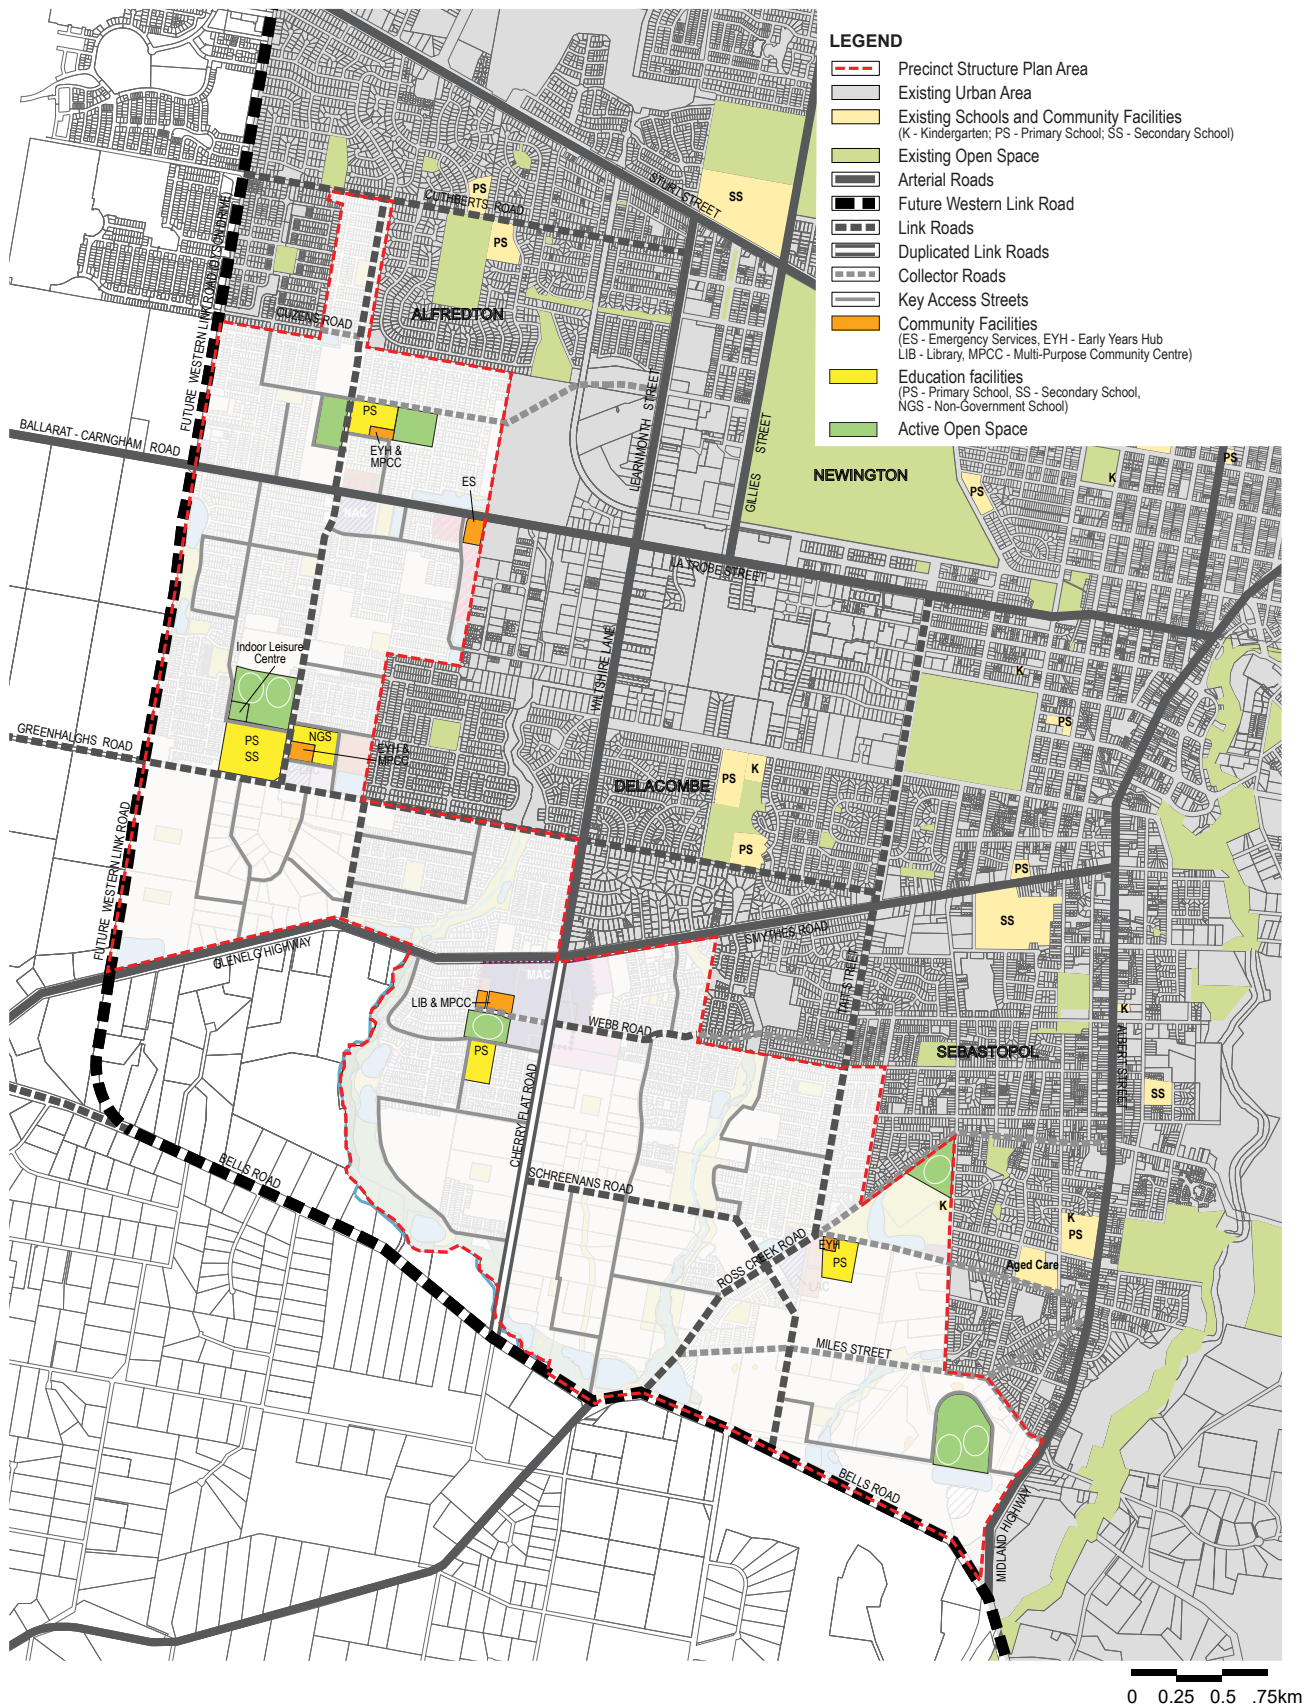 LEGEND
Precinct Structure Plan Area
Existing Urban Area
Existing Schools and Community Facilities
(K - Kindergarten; PS - Primary School; SS - Secondary School)
Existing Open Space
Arterial Roads
Future Western Link Road
Link Roads
Duplicated Link Roads
Collector Roads
Key Access Streets
Community Facilities
(ES - Emergency Services, EYH - Early Years Hub
LIB - Library, MPCC - Multi-Purpose Community Centre)
Education facilities
(PS - Primary School, SS - Secondary School,
NGS - Non-Government School)
Active Open Space
STURT STREET
SS
PS
CUTHBERTS ROAD
PS
ALFREDTON
CUZENS ROAD
FUTURE WESTERN LINK ROAD
LEARNMONTH STREET
GILLIES STREET
PS
EYH &
MPCC
BALLARAT - CARNGHAM ROAD
ES
NAC
NEWINGTON
PS
K
PS
LA TROBE STREET
WILTSHIRE LANE
Indoor Leisure
Centre
K
PS
GREENHALGHS ROAD
PS
SS
NGS
EYH &
MPCC
DELACOMBE
PS
K
PS
PS
FUTURE WESTERN LINK ROAD
SS
SMYTHES ROAD
GLENELG HIGHWAY
MAC
TAIT STREET
LIB & MPCC
WEBB ROAD
K
ALBERT STREET
PS
SEBASTOPOL
SS
CHERRY FLAT ROAD
BELLS ROAD
SCHREENANS ROAD
K
K
PS
ROSS CREEK ROAD
EYH
PS
LAC
Aged Care
MILES STREET
BELLS ROAD
MIDLAND HIGHWAY
0 0.25 0.5 .75km